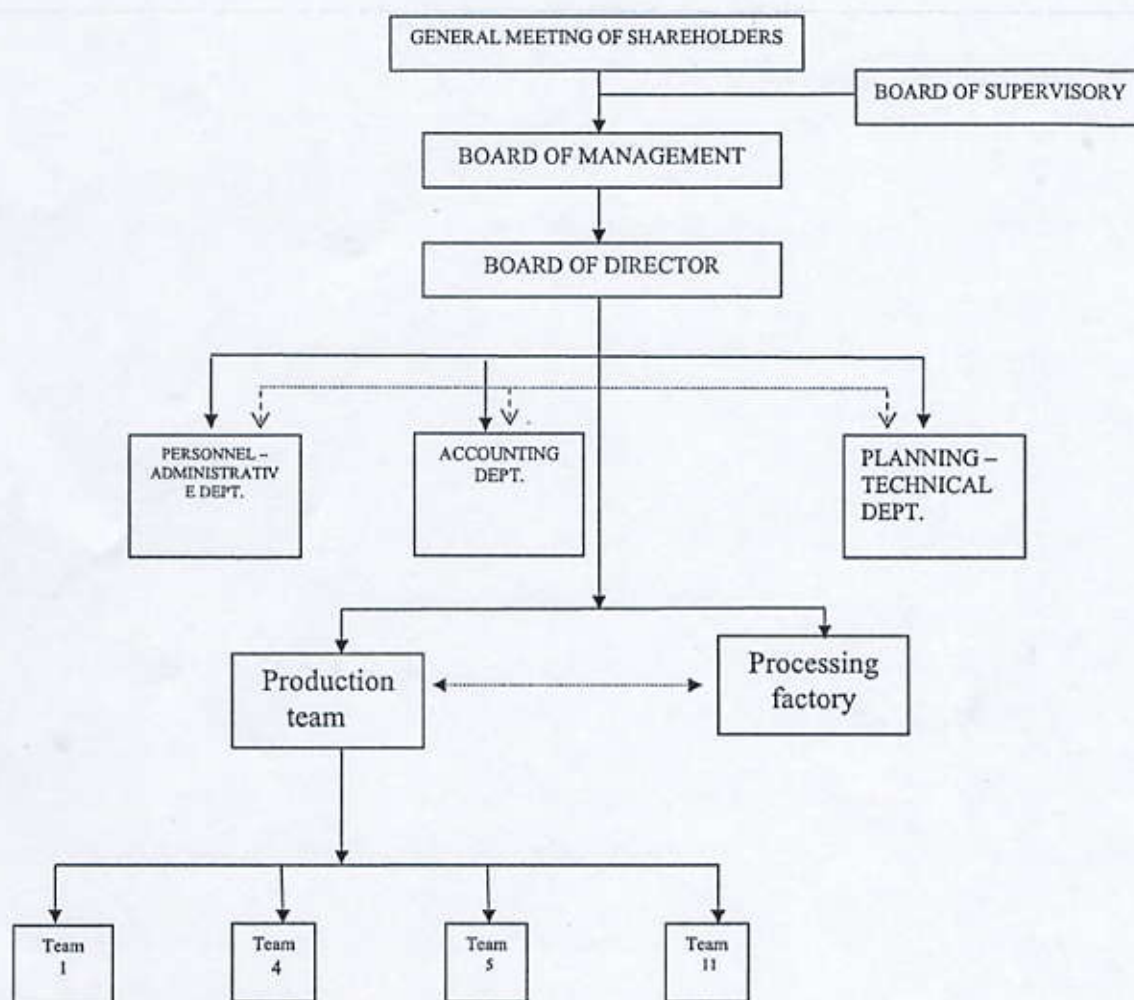 GENERAL MEETING OF SHAREHOLDERS
BOARD OF SUPERVISORY
BOARD OF MANAGEMENT
BOARD OF DIRECTOR
PERSONNEL –
ADMINISTRATIV
E DEPT.
ACCOUNTING
DEPT.
PLANNING –
TECHNICAL
DEPT.
Production
team
Processing
factory
Team
1
Team
4
Team
5
Team
11